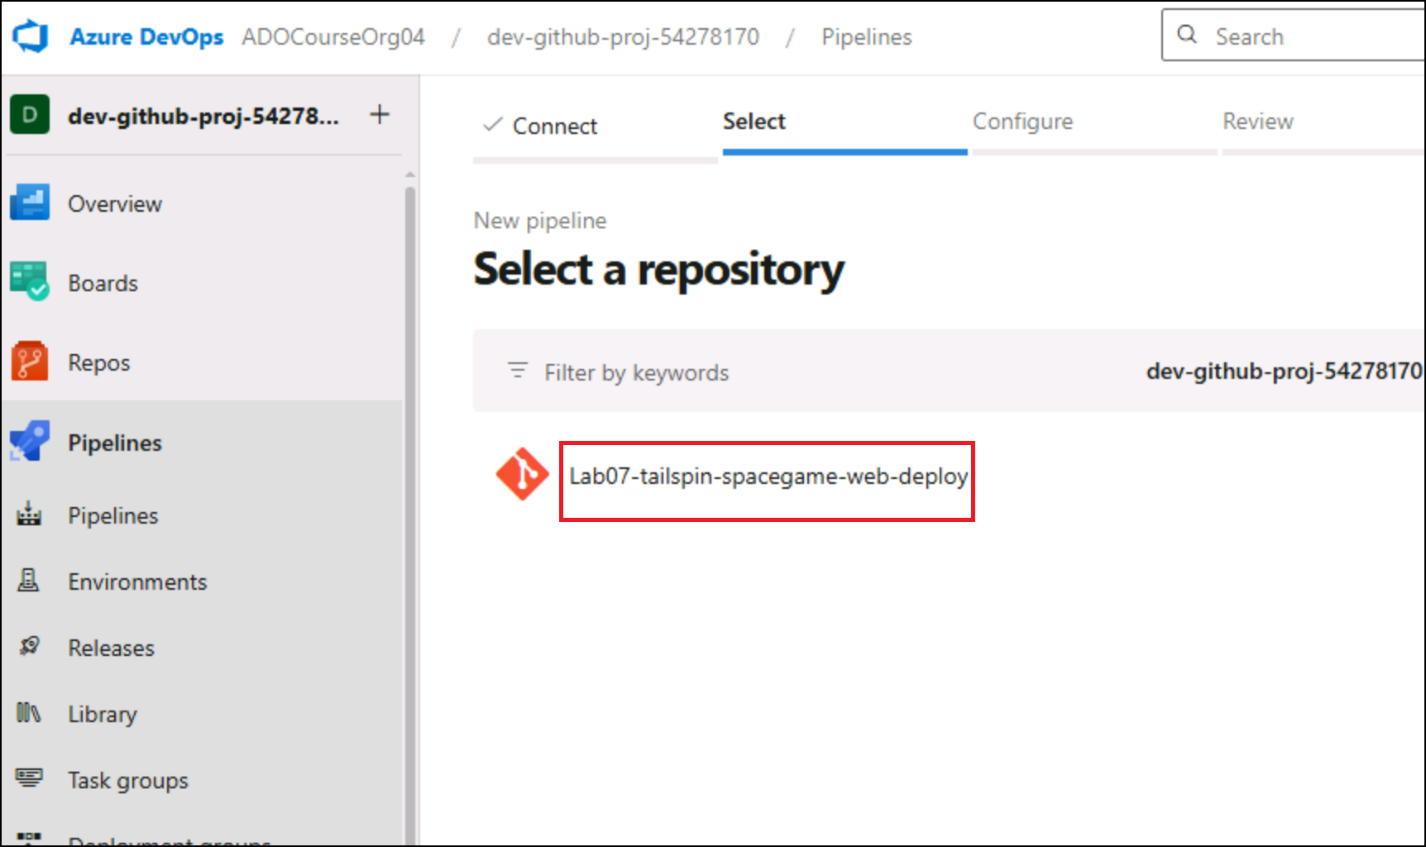 Azure DevOps ADOCourseOrg04 / dev-github-proj-54278170 / Pipelines Search
D dev-github-proj-54278... +
Connect Select Configure Review
Overview
Boards
Repos
Pipelines
Pipelines
Environments
Releases
Library
Task groups
Deployment groups
New pipeline
Select a repository
Filter by keywords dev-github-proj-54278170
Lab07-tailspin-spacegame-web-deploy